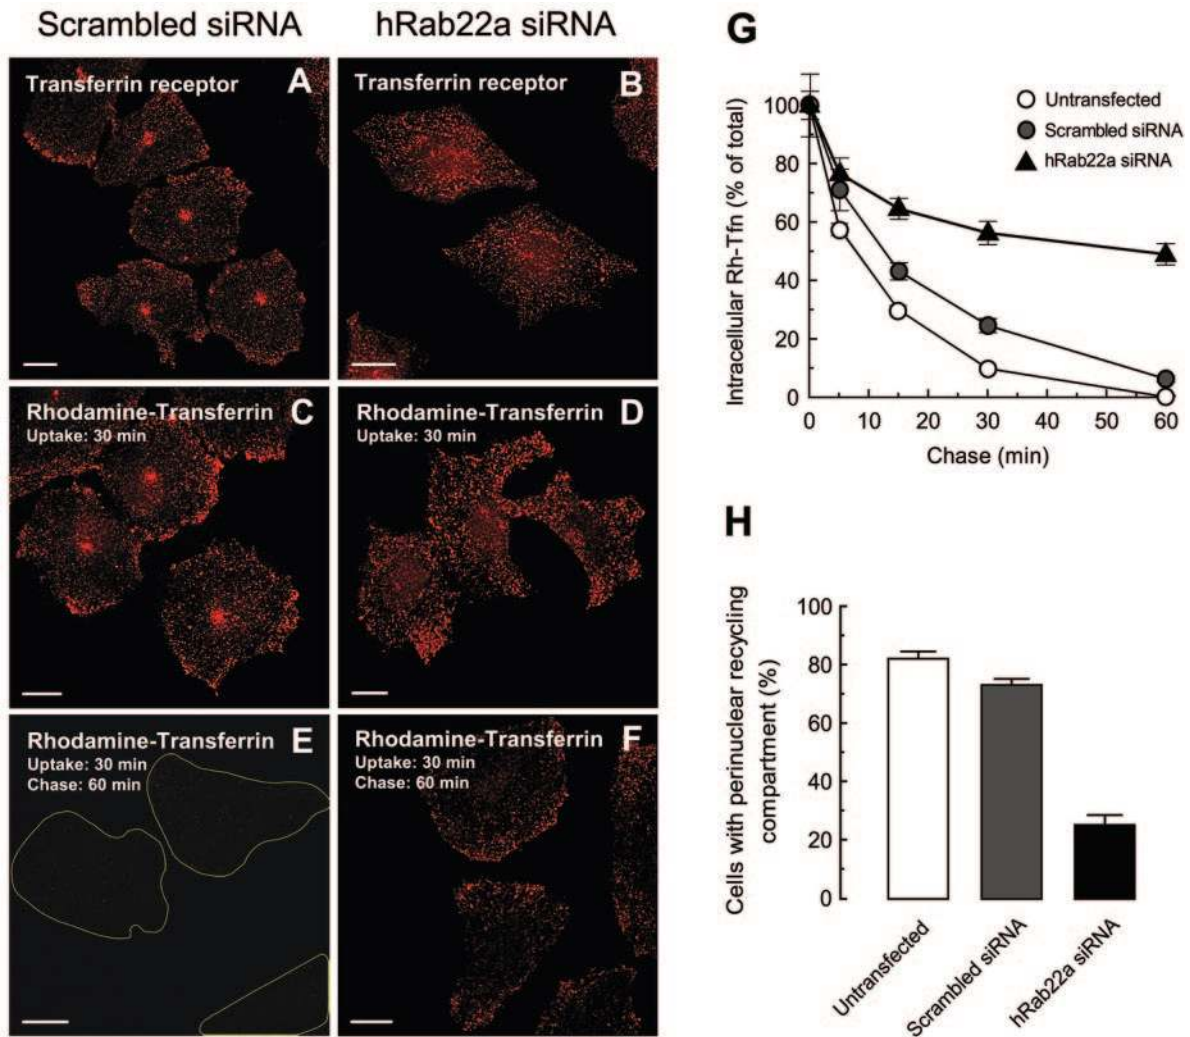 Scrambled siRNA
hRab22a siRNA
Transferrin receptor A
Transferrin receptor B
Rhodamine-Transferrin C
Uptake: 30 min
Rhodamine-Transferrin D
Uptake: 30 min
Rhodamine-Transferrin E
Uptake: 30 min
Chase: 60 min
Rhodamine-Transferrin F
Uptake: 30 min
Chase: 60 min
G
Intracellular Rh-Tfn (% of total)
100
80
60
40
20
0
0 10 20 30 40 50 60
Chase (min)
Untransfected
Scrambled siRNA
hRab22a siRNA
H
Cells with perinuclear recycling
compartment (%)
100
80
60
40
20
0
Untransfected
Scrambled siRNA
hRab22a siRNA